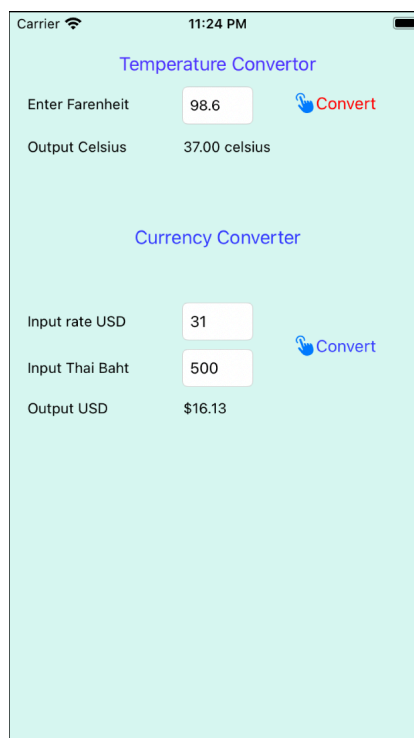 Carrier 11:24 PM
Temperature Convertor
Enter Farenheit 98.6 Convert
Output Celsius 37.00 celsius
Currency Converter
Input rate USD 31
Convert
Input Thai Baht 500
Output USD $16.13